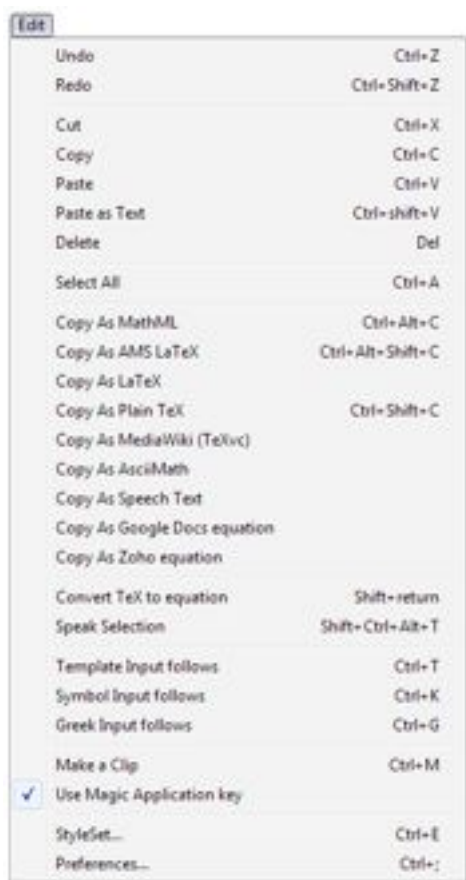 Edit
Undo Ctrl+Z
Redo Ctrl+Shift+Z
Cut Ctrl+X
Copy Ctrl+C
Paste Ctrl+V
Paste as Text Ctrl+shift+V
Delete Del
Select All Ctrl+A
Copy As MathML Ctrl+Alt+C
Copy As AMS LaTeX Ctrl+Alt+Shift+C
Copy As LaTeX
Copy As Plain TeX Ctrl+Shift+C
Copy As MediaWiki (TeXvc)
Copy As AsciiMath
Copy As Speech Text
Copy As Google Docs equation
Copy As Zoho equation
Convert TeX to equation Shift+return
Speak Selection Shift+Ctrl+Alt+T
Template Input follows Ctrl+T
Symbol Input follows Ctrl+K
Greek Input follows Ctrl+G
Make a Clip Ctrl+M
✓ Use Magic Application key
StyleSet... Ctrl+E
Preferences... Ctrl+;